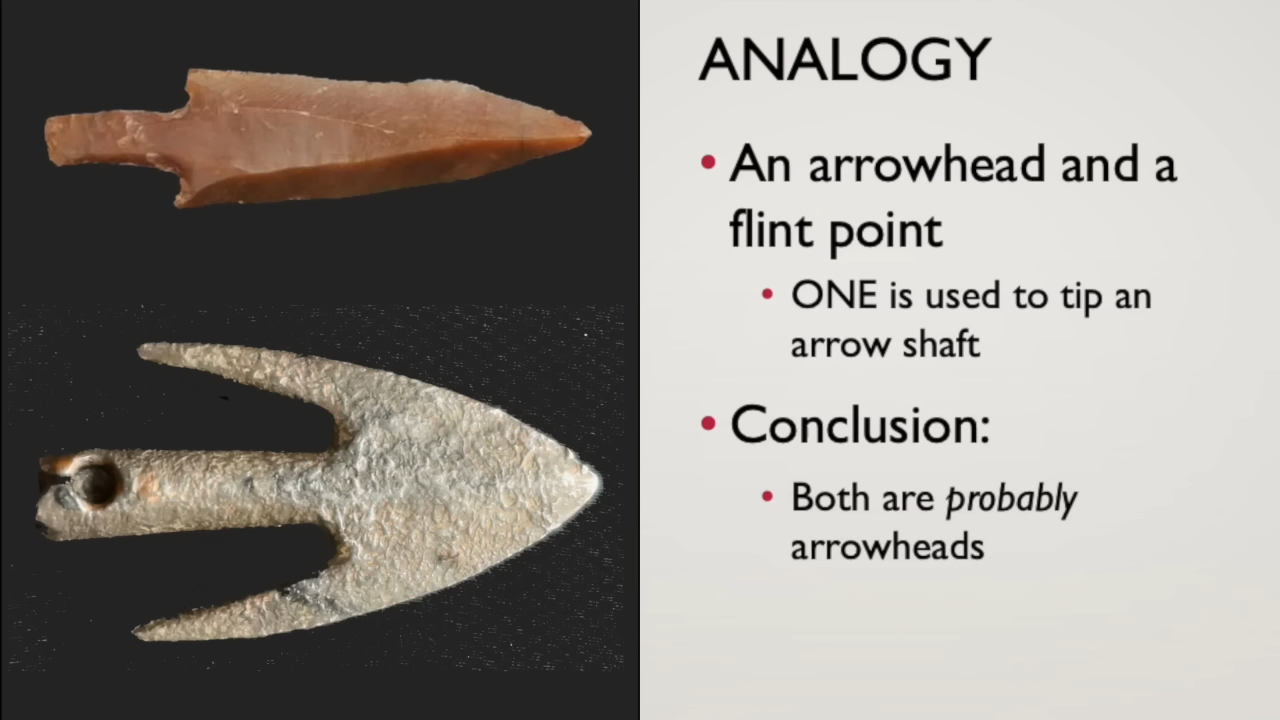 ANALOGY
• An arrowhead and a
flint point
• ONE is used to tip an
arrow shaft
• Conclusion:
• Both are probably
arrowheads